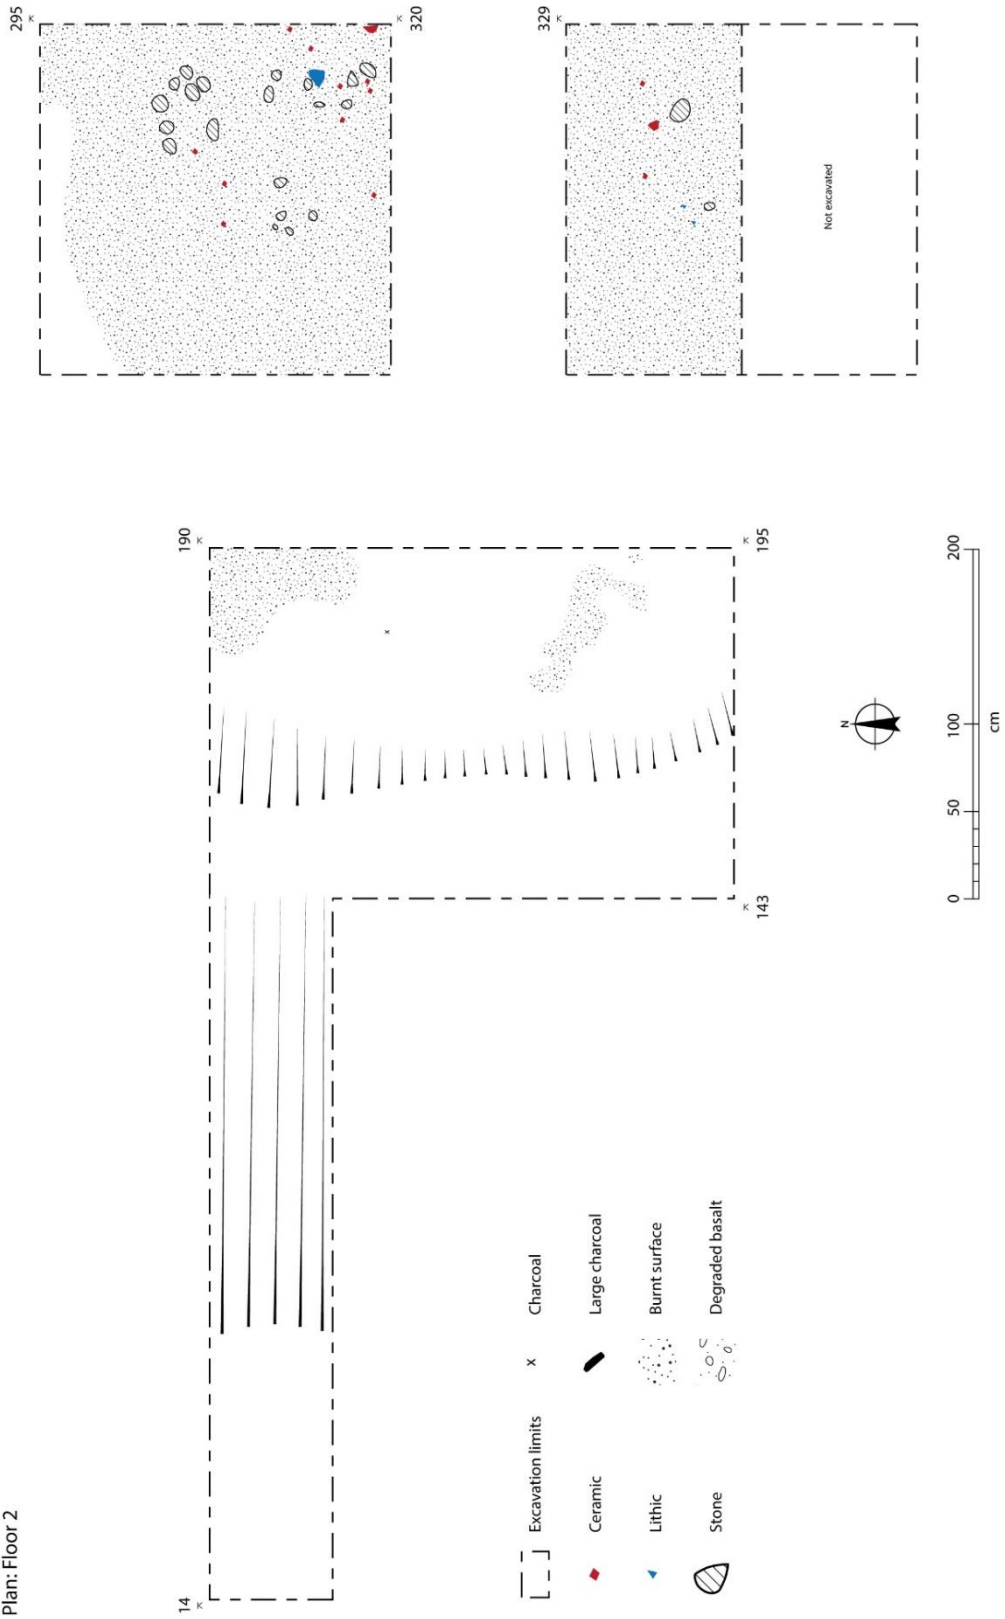 Plan: Floor 2
14 K
190 K
295 K
K 320
329 K
Not excavated
K 143
K 195
Excavation limits
x Charcoal
Ceramic
Large charcoal
Lithic
Burnt surface
Stone
Degraded basalt
x
N
0 50 100 200
cm